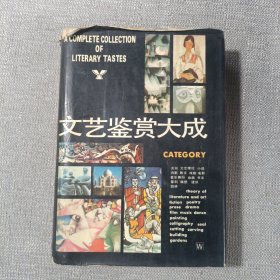 A COMPLETE COLLECTION
OF
LITERARY TASTES
文艺鉴赏大成
CATEGORY
theory of
literature and art
fiction poetry
prose drama
film music dance
painting
calligraphy seal
cutting carving
building
gardens
W